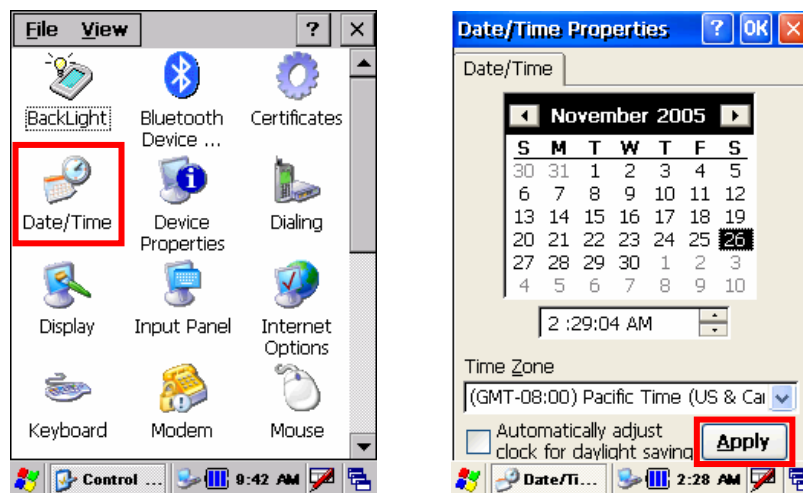 File View ?
BackLight Bluetooth Device ... Certificates
Date/Time Device Properties Dialing
Display Input Panel Internet Options
Keyboard Modem Mouse
Control ... 9:42 AM
Date/Time Properties ? OK
Date/Time
November 2005
S M T W T F S
30 31 1 2 3 4 5
6 7 8 9 10 11 12
13 14 15 16 17 18 19
20 21 22 23 24 25 26
27 28 29 30 1 2 3
4 5 6 7 8 9 10
2 :29:04 AM
Time Zone
(GMT-08:00) Pacific Time (US & Ca
Automatically adjust
clock for daylight saving
Apply
Date/Ti... 2:28 AM